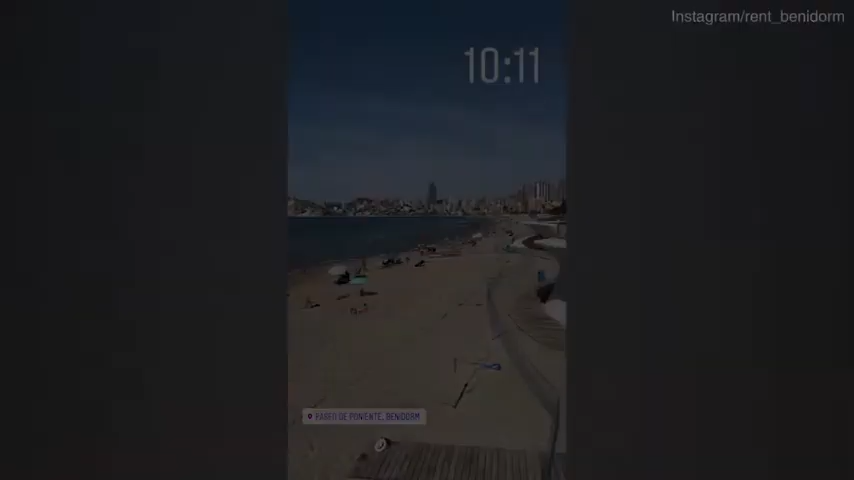 Instagram/rent_benidorm
10:11
PASEO DE PONIENTE, BENIDORM